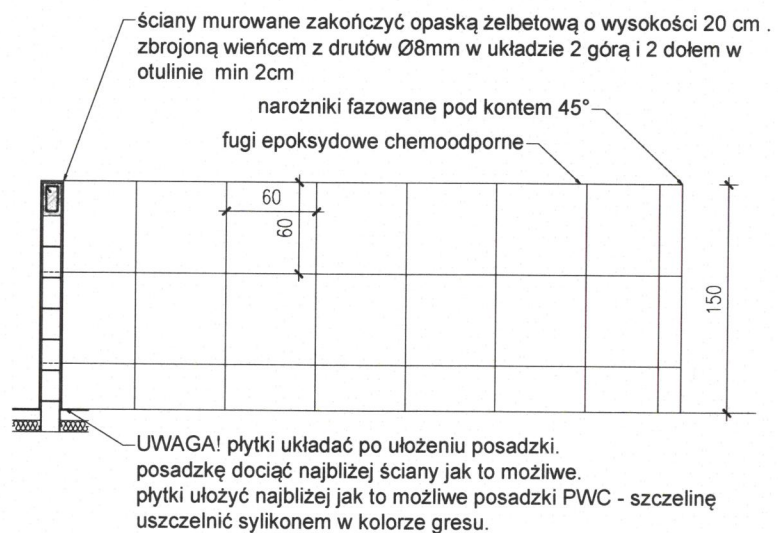 ściany murowane zakończyć opaską żelbetową o wysokości 20 cm .
zbrojoną wieńcem z drutów Ø8mm w układzie 2 górą i 2 dołem w
otulinie min 2cm
narożniki fazowane pod kontem 45°
fugi epoksydowe chemoodporne
60
60
150
UWAGA! płytki układać po ułożeniu posadzki.
posadzkę dociąć najbliżej ściany jak to możliwe.
płytki ułożyć najbliżej jak to możliwe posadzki PWC - szczelinę
uszczelnić sylikonem w kolorze gresu.